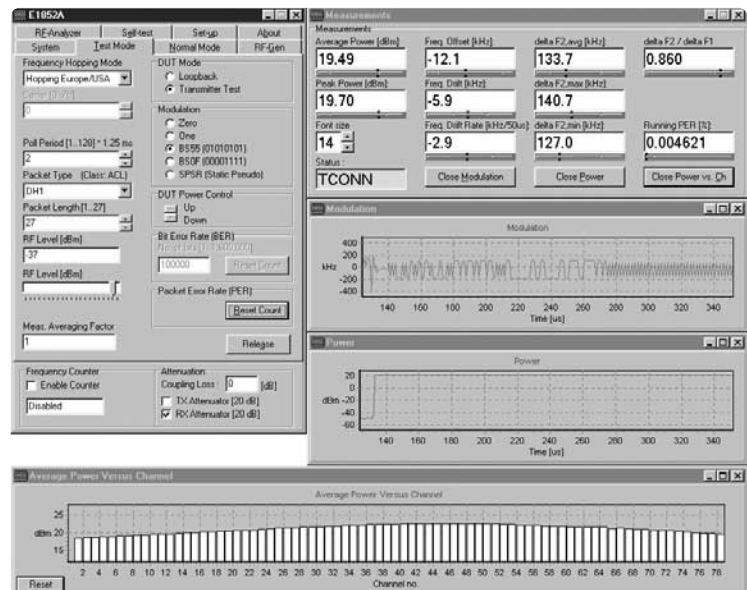 E1852A
RF-Analyzer Self-test Set-up About
System Test Mode Normal Mode RF-Gen
Frequency Hopping Mode
Hopping Europe/USA
0
Poll Period [1..120] * 1.25 ms
2
Packet Type (Class: ACL)
DH1
Packet Length [1..27]
27
RF Level [dBm]
-37
RF Level [dBm]
Meas. Averaging Factor
1
DUT Mode
Loopback
Transmitter Test
Modulation
Zero
One
BS55 (01010101)
BS0F (00001111)
SPSR (Static Pseudo)
DUT Power Control
Up
Down
Bit Error Rate (BER)
100000 Reset Count
Packet Error Rate (PER)
Reset Count
Release
Frequency Counter
Enable Counter
Disabled
Attenuation
Coupling Loss : 0 [dB]
TX Attenuator [20 dB]
RX Attenuator [20 dB]
Measurements
Measurements
Average Power [dBm] Freq. Offset [kHz] delta F2,avg [kHz] delta F2 / delta F1
19.49 -12.1 133.7 0.860
Peak Power [dBm] Freq. Drift [kHz] delta F2,max [kHz]
19.70 -5.9 140.7
Font size Freq. Drift Rate [kHz/50us] delta F2,min [kHz] Running PER [%]
14 -2.9 127.0 0.004621
Status :
TCONN Close Modulation Close Power Close Power vs. Ch
Modulation
Modulation
400
200
kHz 0
-200
-400
140 160 180 200 220 240 260 280 300 320 340
Time [us]
Power
Power
20
0
dBm -20
-40
-60
140 160 180 200 220 240 260 280 300 320 340
Time [us]
Average Power Versus Channel
Average Power Versus Channel
25
dBm 20
15
2 4 6 8 10 12 14 16 18 20 22 24 26 28 30 32 34 36 38 40 42 44 46 48 50 52 54 56 58 60 62 64 66 68 70 72 74 76 78
Reset Channel no.